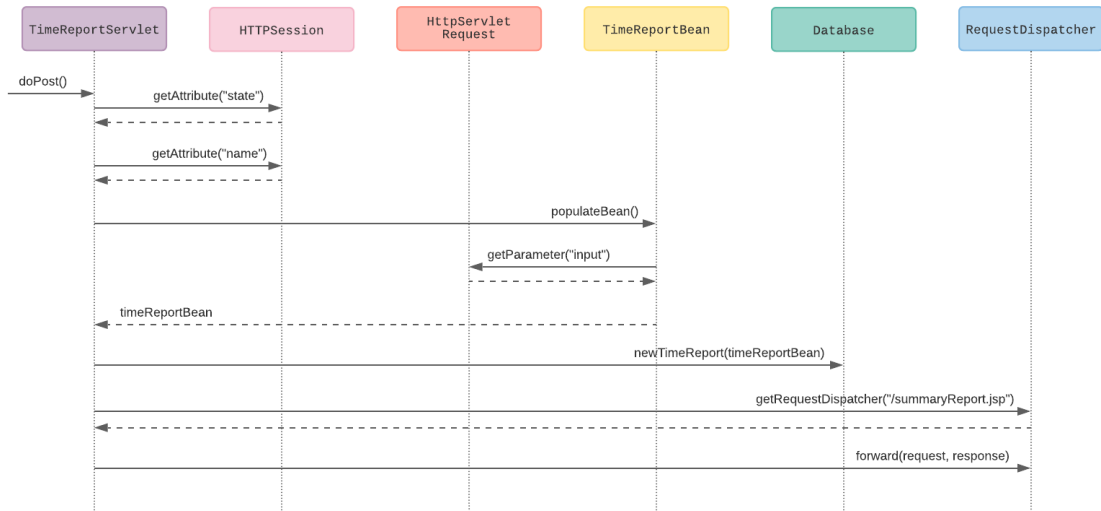 TimeReportServlet
HTTPSession
HttpServlet
Request
TimeReportBean
Database
RequestDispatcher
doPost()
getAttribute("state")
getAttribute("name")
populateBean()
getParameter("input")
timeReportBean
newTimeReport(timeReportBean)
getRequestDispatcher("/summaryReport.jsp")
forward(request, response)